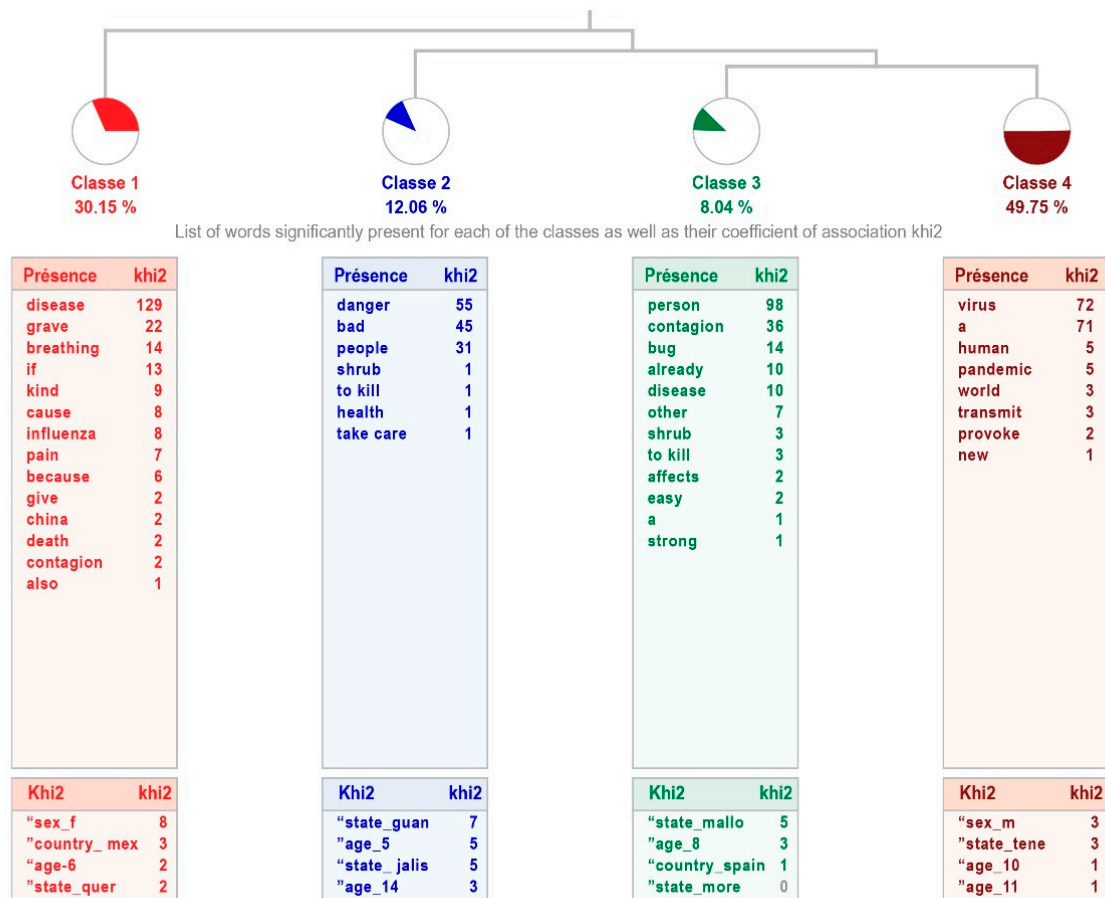 Classe 1
30.15 %
Classe 2
12.06 %
Classe 3
8.04 %
Classe 4
49.75 %
List of words significantly present for each of the classes as well as their coefficient of association khi2
Présence khi2
disease 129
grave 22
breathing 14
if 13
kind 9
cause 8
influenza 8
pain 7
because 6
give 2
china 2
death 2
contagion 2
also 1
Présence khi2
danger 55
bad 45
people 31
shrub 1
to kill 1
health 1
take care 1
Présence khi2
person 98
contagion 36
bug 14
already 10
disease 10
other 7
shrub 3
to kill 3
affects 2
easy 2
a 1
strong 1
Présence khi2
virus 72
a 71
human 5
pandemic 5
world 3
transmit 3
provoke 2
new 1
Khi2 khi2
“sex_f 8
”country_ mex 3
“age-6 2
”state_quer 2
Khi2 khi2
“state_guan 7
”age_5 5
“state_ jalis 5
”age_14 3
Khi2 khi2
“state_mallo 5
”age_8 3
“country_spain 1
”state_more 0
Khi2 khi2
“sex_m 3
”state_tene 3
“age_10 1
”age_11 1